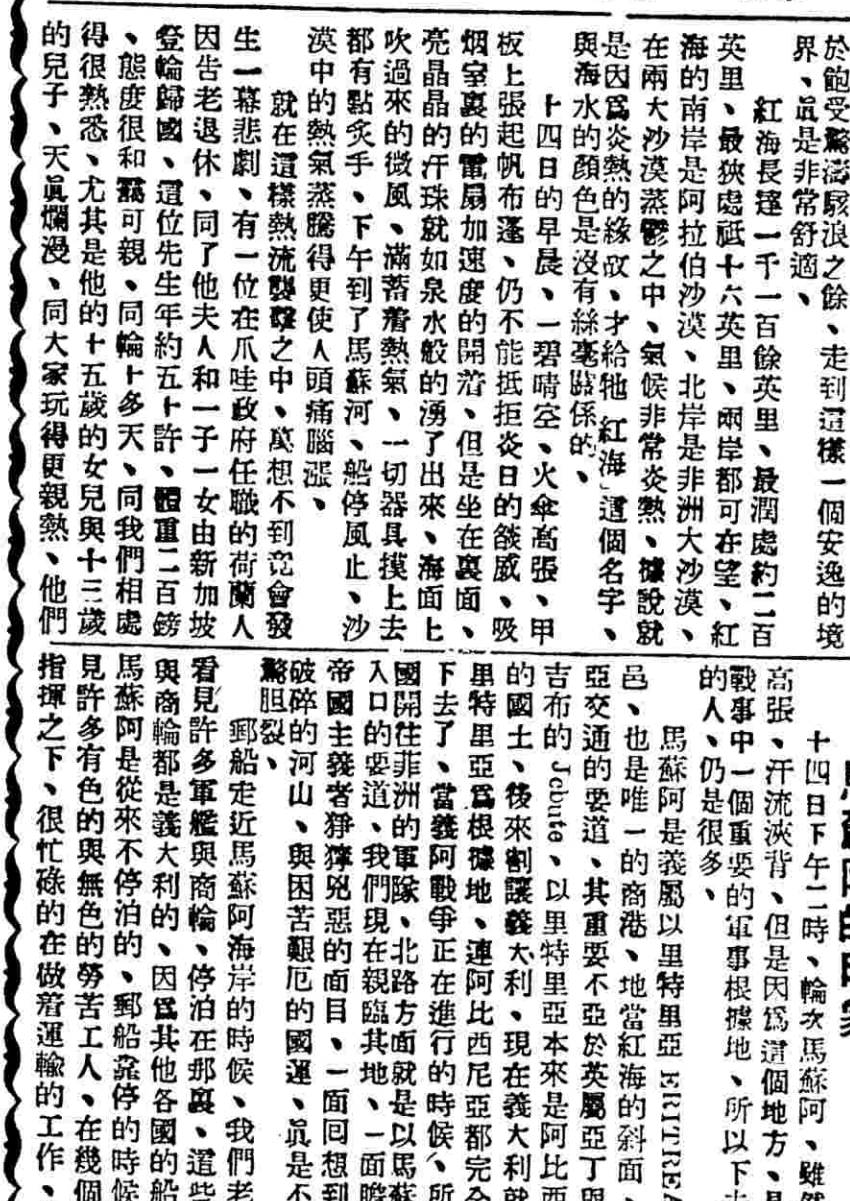 於飽受驚濤駭浪之餘、走到這樣一個安逸的境
界、眞是非常舒適、
紅海長達一千一百餘英里、最濶處約二百
英里、最狹處祗十六英里、兩岸都可在望、紅
海的南岸是阿拉伯沙漠、北岸是非洲大沙漠、
在兩大沙漠蒸鬱之中、氣候非常炎熱、據說就
是因爲炎熱的緣故、才給牠「紅海」這個名字、
與海水的顏色是沒有絲毫關係的、
十四日的早晨、一碧晴空、火傘高張、甲
板上張起帆布蓬、仍不能抵拒炎日的燄威、吸
烟室裏的電扇加速度的開着、但是坐在裏面、
亮晶晶的汗珠就如泉水般的湧了出來、海面上
吹過來的微風、滿蓄着熱氣、一切器具摸上去
都有點炙手、下午到了馬蘇河、船停風止、沙
漠中的熱氣蒸騰得更使人頭痛腦漲、
就在這樣熱流襲擊之中、萬想不到竟會發
生一幕悲劇、有一位在爪哇政府任職的荷蘭人
因告老退休、同了他夫人和一子一女由新加坡
登輪歸國、這位先生年約五十許、體重二百鎊
、態度很和靄可親、同輪十多天、同我們相處
得很熟悉、尤其是他的十五歲的女兒與十三歲
的兒子、天眞爛漫、同大家玩得更親熱、他們
十四日下午二時、輪次馬蘇阿、雖
高張、汗流浹背、但是因爲這個地方、
戰事中一個重要的軍事根據地、所以下
的人、仍是很多、
馬蘇阿是義屬以里特里亞 ERITREA
邑、也是唯一的商港、地當紅海的斜面、
亞交通的要道、其重要不亞於英屬亞丁與
吉布的 Jebute、以里特里亞本來是阿比西
的國土、後來割讓義大利、現在義大利就
里特里亞爲根據地、連阿比西尼亞都完全
下去了、當義阿戰爭正在進行的時候、所
國開往非洲的軍隊、北路方面就是以馬蘇
入口的要道、我們現在親臨其地、一面瞻
帝國主義者猙獰兇惡的面目、一面回想到
破碎的河山、與困苦艱厄的國運、眞是不
驚胆裂、
郵船走近馬蘇阿海岸的時候、我們老
看見許多軍艦與商輪、停泊在那裏、這些
與商輪都是義大利的、因爲其他各國的船
馬蘇阿是從來不停泊的、郵船靠停的時候
見許多有色的與無色的勞苦工人、在幾個
指揮之下、很忙碌的在做着運輸的工作、